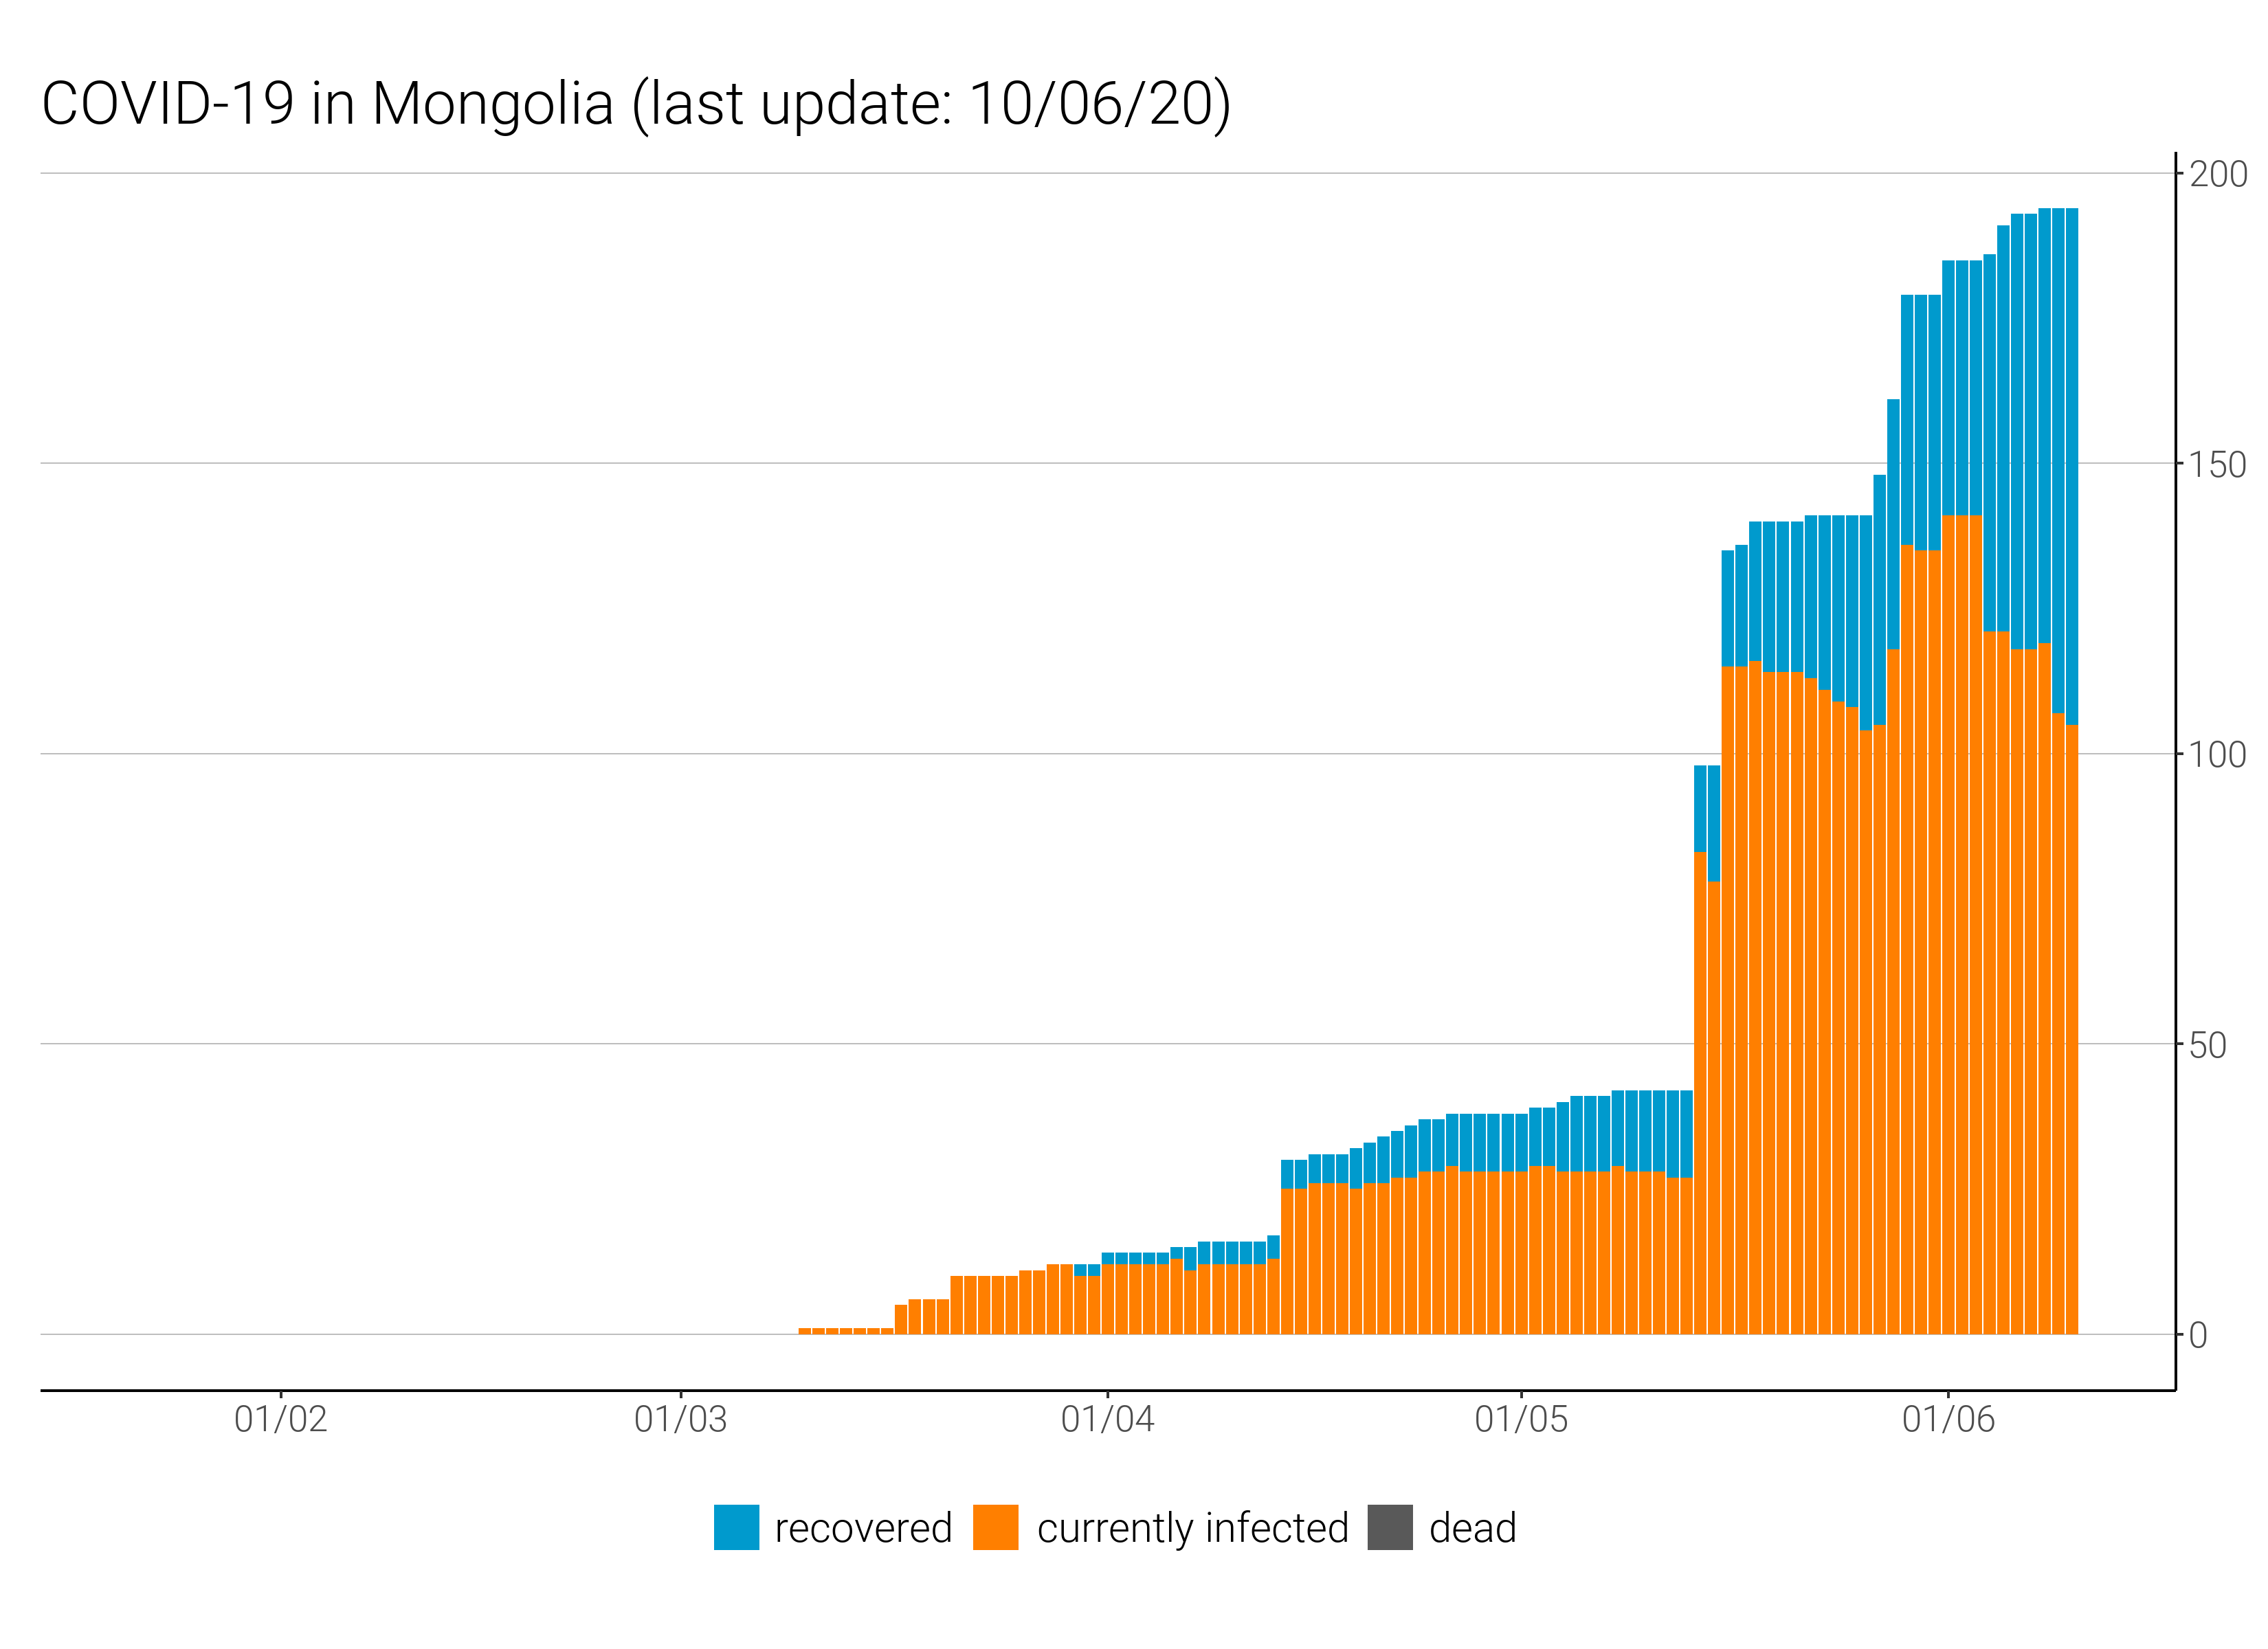 COVID-19 in Mongolia (last update: 10/06/20)
200
150
100
50
0
01/02 01/03 01/04 01/05 01/06
recovered currently infected dead